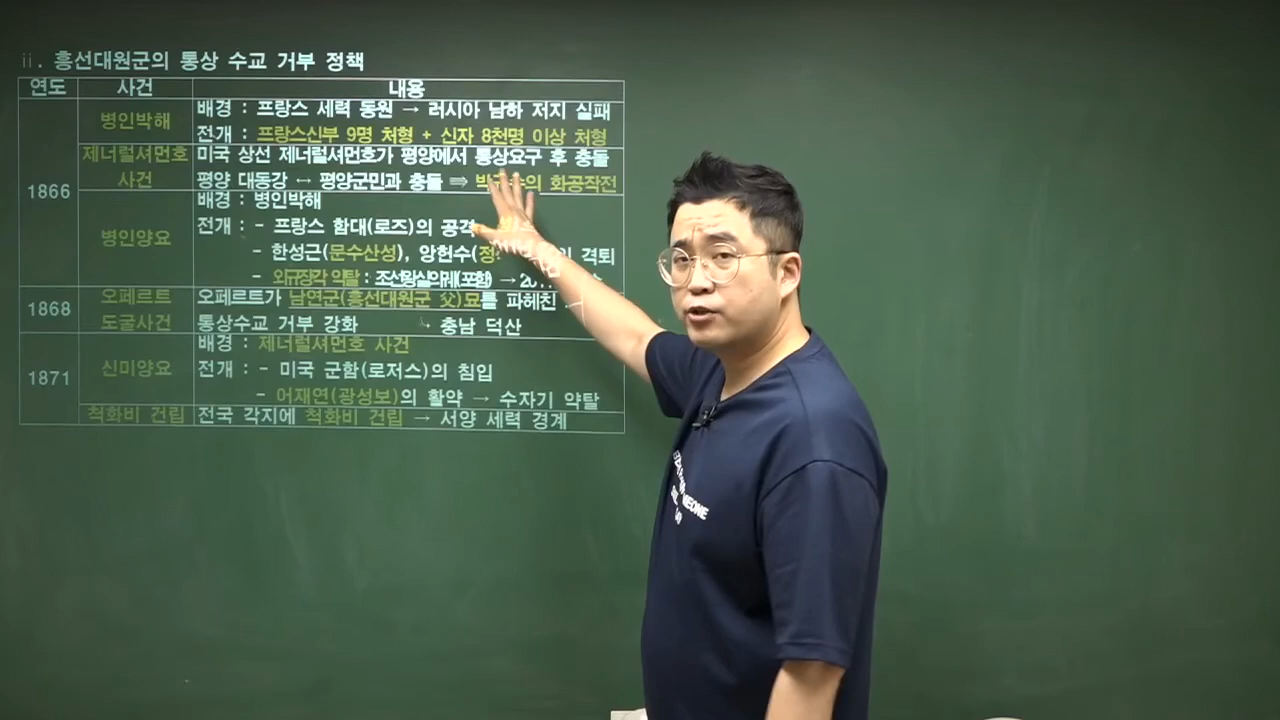 ii. 흥선대원군의 통상 수교 거부 정책
연도 사건 내용
1866
병인박해
배경 : 프랑스 세력 동원 → 러시아 남하 저지 실패
전개 : 프랑스신부 9명 처형 + 신자 8천명 이상 처형
제너럴셔먼호
사건
미국 상선 제너럴셔먼호가 평양에서 통상요구 후 충돌
평양 대동강 ↔ 평양군민과 충돌 ⇒ 의 화공작전
병인양요
배경 : 병인박해
전개 : - 프랑스 함대(로즈)의 공격
- 한성근(문수산성), 양헌수(정 의 격퇴
- 외규장각 약탈 : 조선왕실의궤(포함) →
1868
오페르트
도굴사건
오페르트가 남연군(흥선대원군 父)묘를 파헤친
통상수교 거부 강화 ↳ 충남 덕산
1871
신미양요
배경 : 제너럴셔먼호 사건
전개 : - 미국 군함(로저스)의 침입
- 어재연(광성보)의 활약 → 수자기 약탈
척화비 건립
전국 각지에 척화비 건립 → 서양 세력 경계